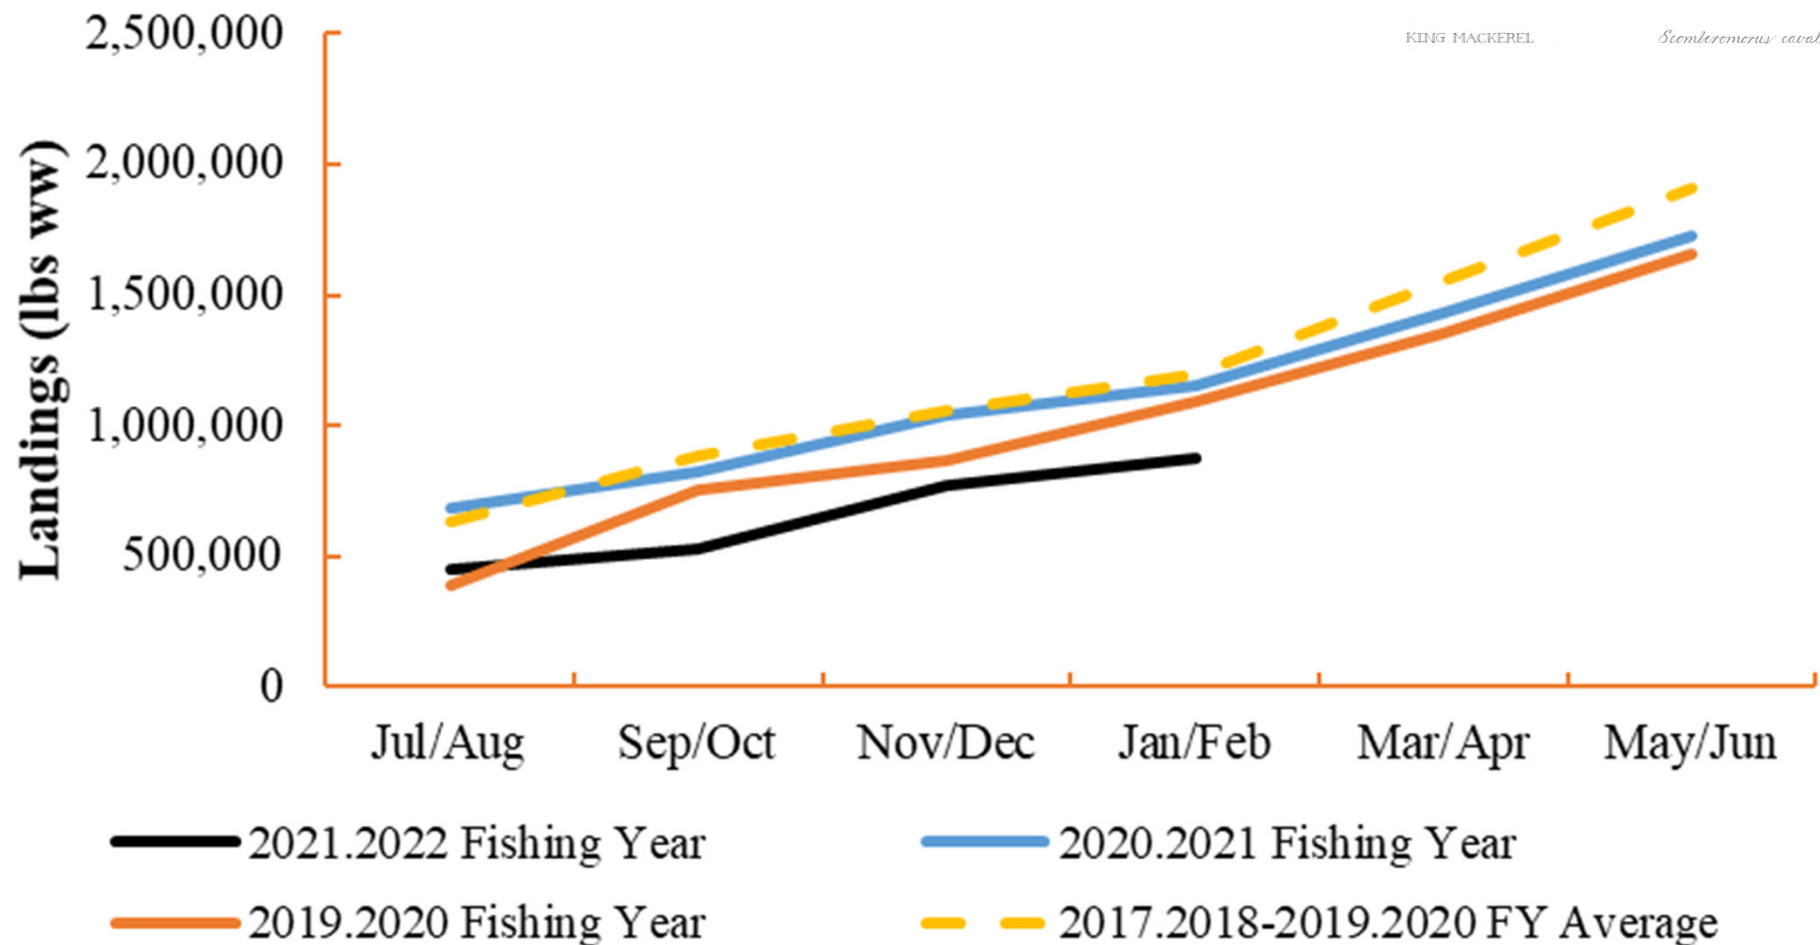 KING MACKEREL
Landings (lbs ww)
2,500,000
2,000,000
1,500,000
1,000,000
500,000
0
Jul/Aug Sep/Oct Nov/Dec Jan/Feb Mar/Apr May/Jun
2021.2022 Fishing Year 2020.2021 Fishing Year
2019.2020 Fishing Year 2017.2018-2019.2020 FY Average